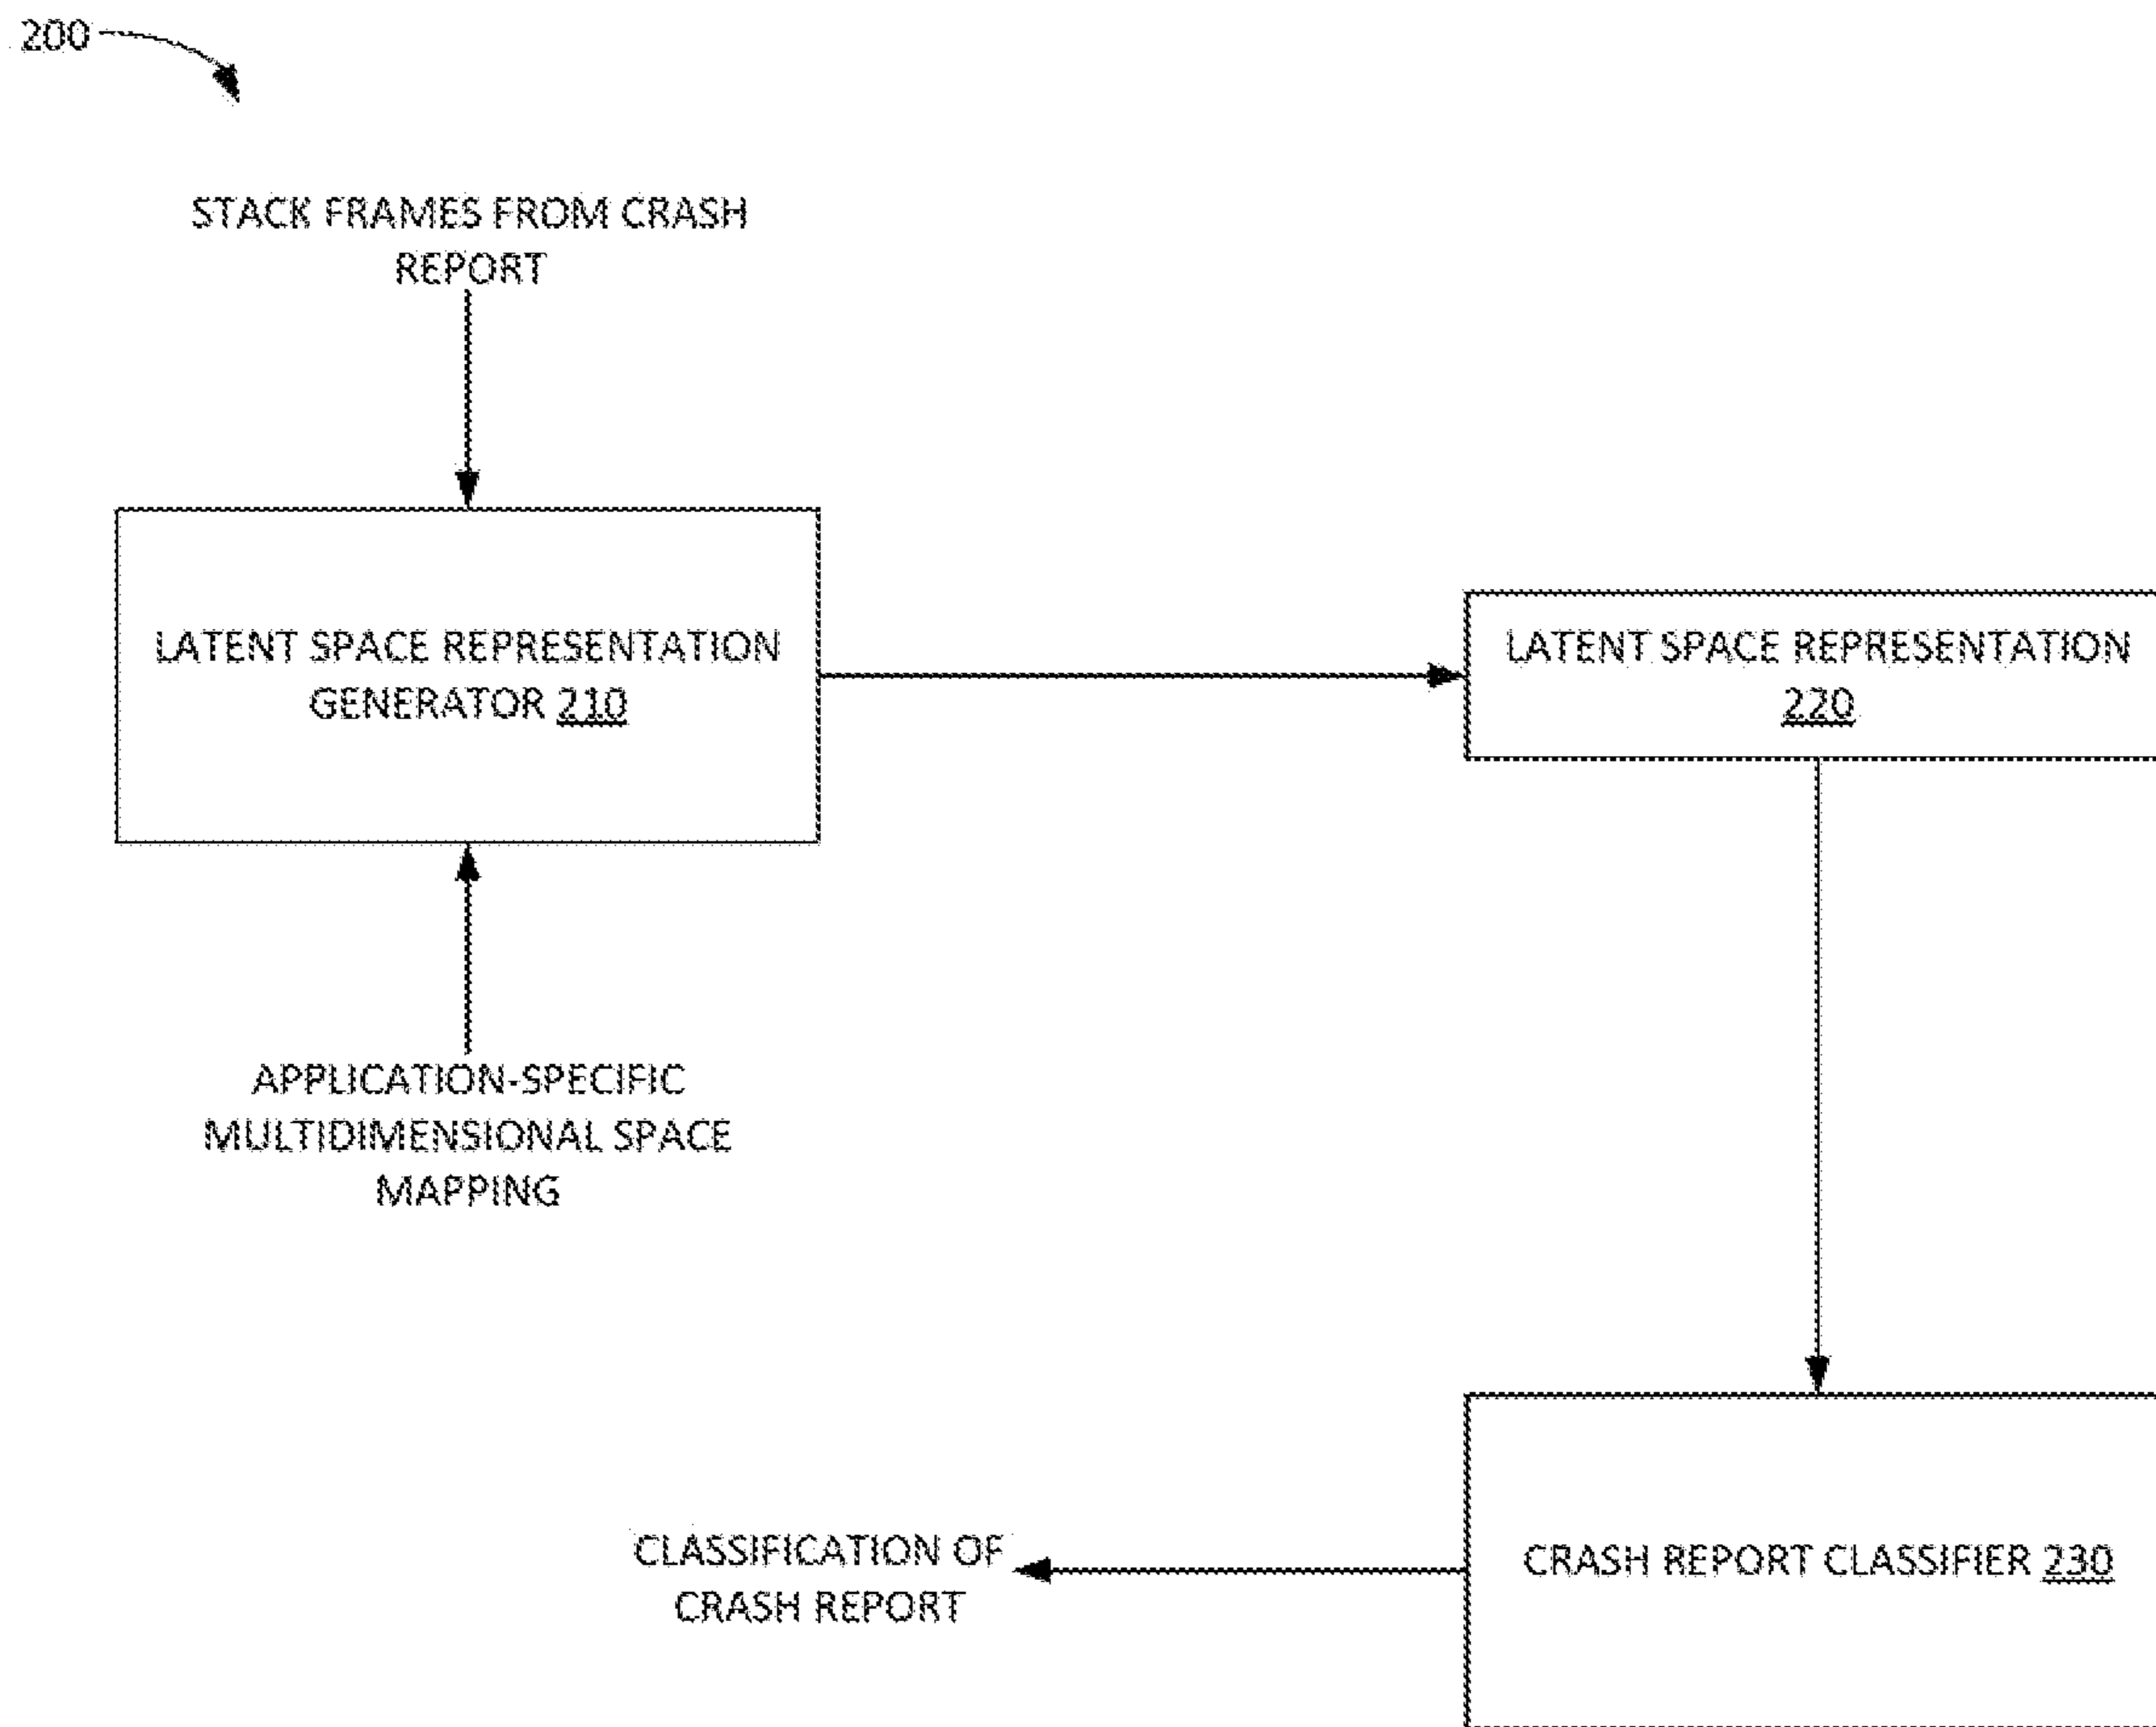 200
STACK FRAMES FROM CRASH
REPORT
LATENT SPACE REPRESENTATION
GENERATOR 210
LATENT SPACE REPRESENTATION
220
APPLICATION-SPECIFIC
MULTIDIMENSIONAL SPACE
MAPPING
CLASSIFICATION OF
CRASH REPORT
CRASH REPORT CLASSIFIER 230